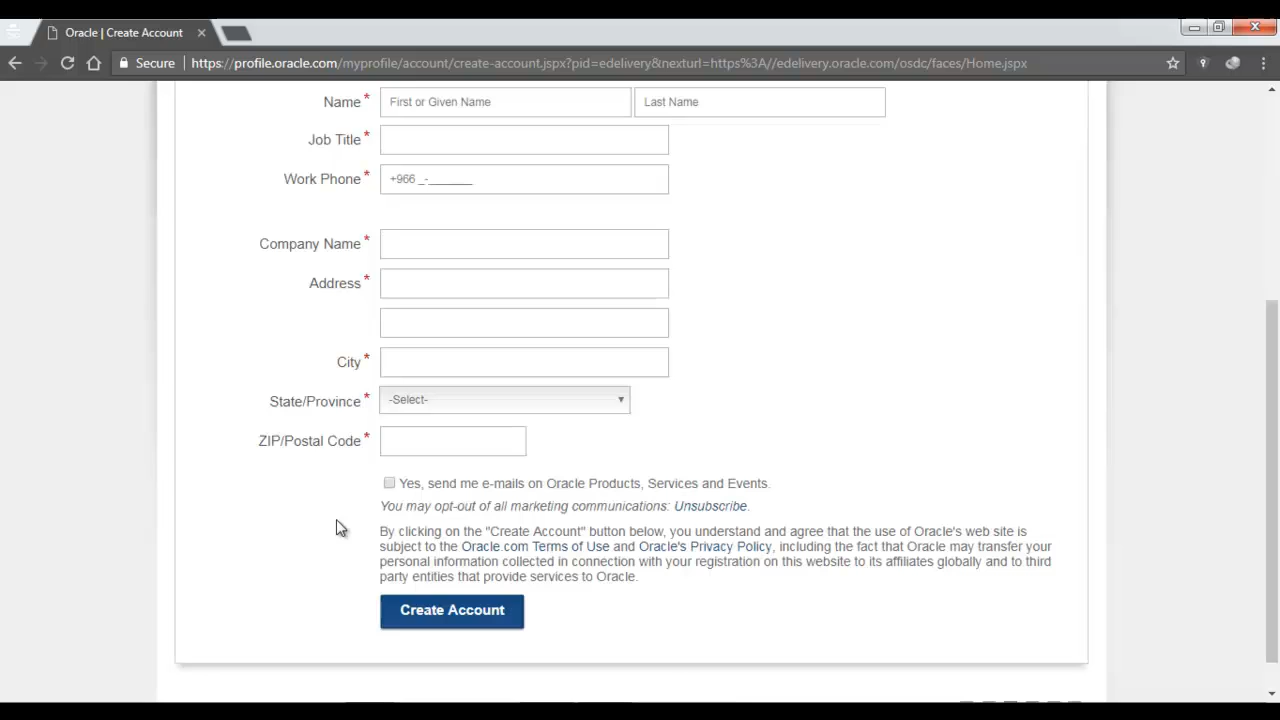 Oracle | Create Account
Secure
https://profile.oracle.com/myprofile/account/create-account.jspx?pid=edelivery&nexturl=https%3A//edelivery.oracle.com/osdc/faces/Home.jspx
Name * First or Given Name Last Name
Job Title *
Work Phone * +966 _-_______
Company Name *
Address *
City *
State/Province * -Select-
ZIP/Postal Code *
Yes, send me e-mails on Oracle Products, Services and Events.
You may opt-out of all marketing communications: Unsubscribe.
By clicking on the "Create Account" button below, you understand and agree that the use of Oracle's web site is
subject to the Oracle.com Terms of Use and Oracle's Privacy Policy, including the fact that Oracle may transfer your
personal information collected in connection with your registration on this website to its affiliates globally and to third
party entities that provide services to Oracle.
Create Account